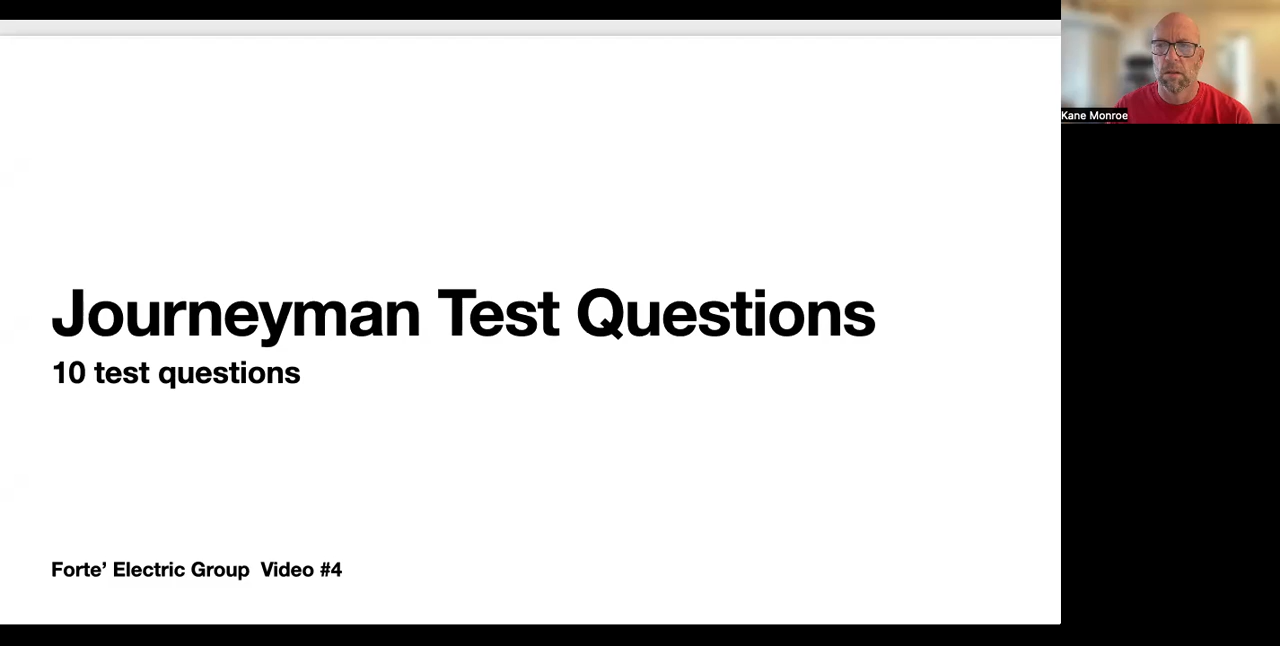 Journeyman Test Questions
10 test questions
Forte’ Electric Group  Video #4
Kane Monroe